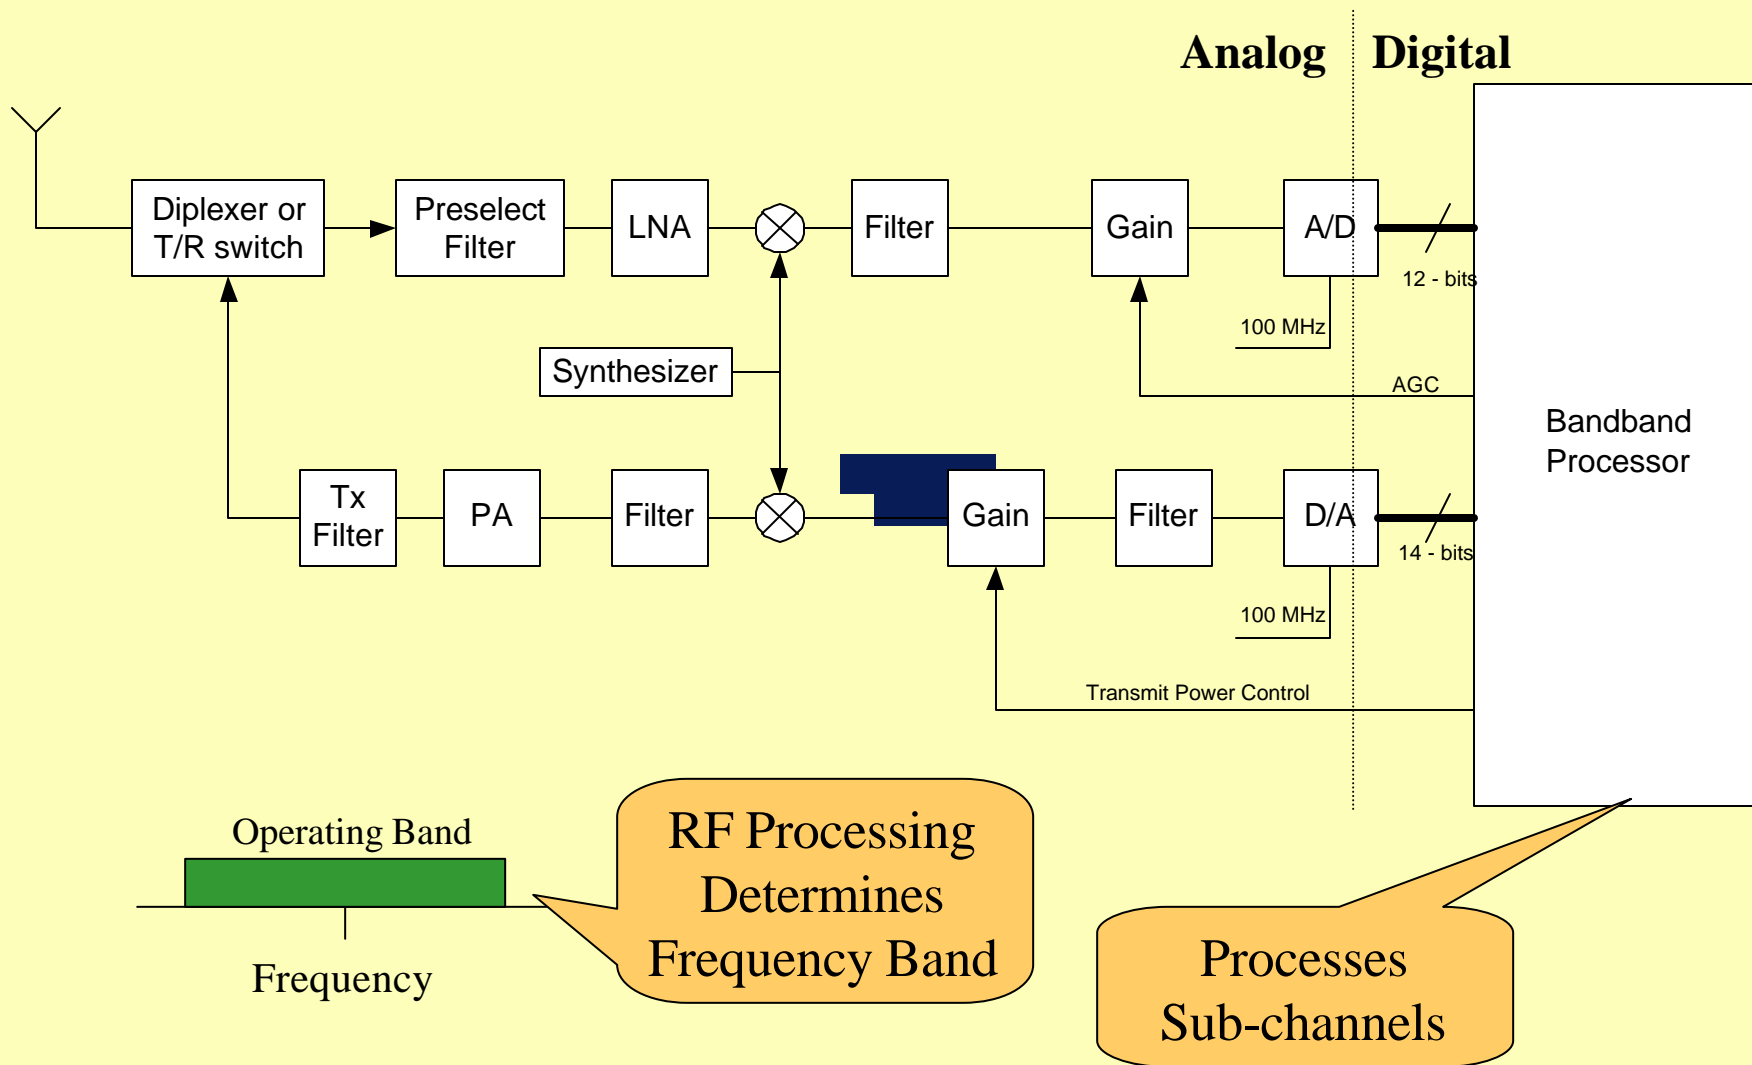 Analog Digital
Diplexer or
T/R switch
Preselect
Filter
LNA
Filter
Gain
A/D
12 - bits
100 MHz
Synthesizer
AGC
Bandband
Processor
Tx
Filter
PA
Filter
Gain
Filter
D/A
14 - bits
100 MHz
Transmit Power Control
Operating Band
Frequency
RF Processing
Determines
Frequency Band
Processes
Sub-channels